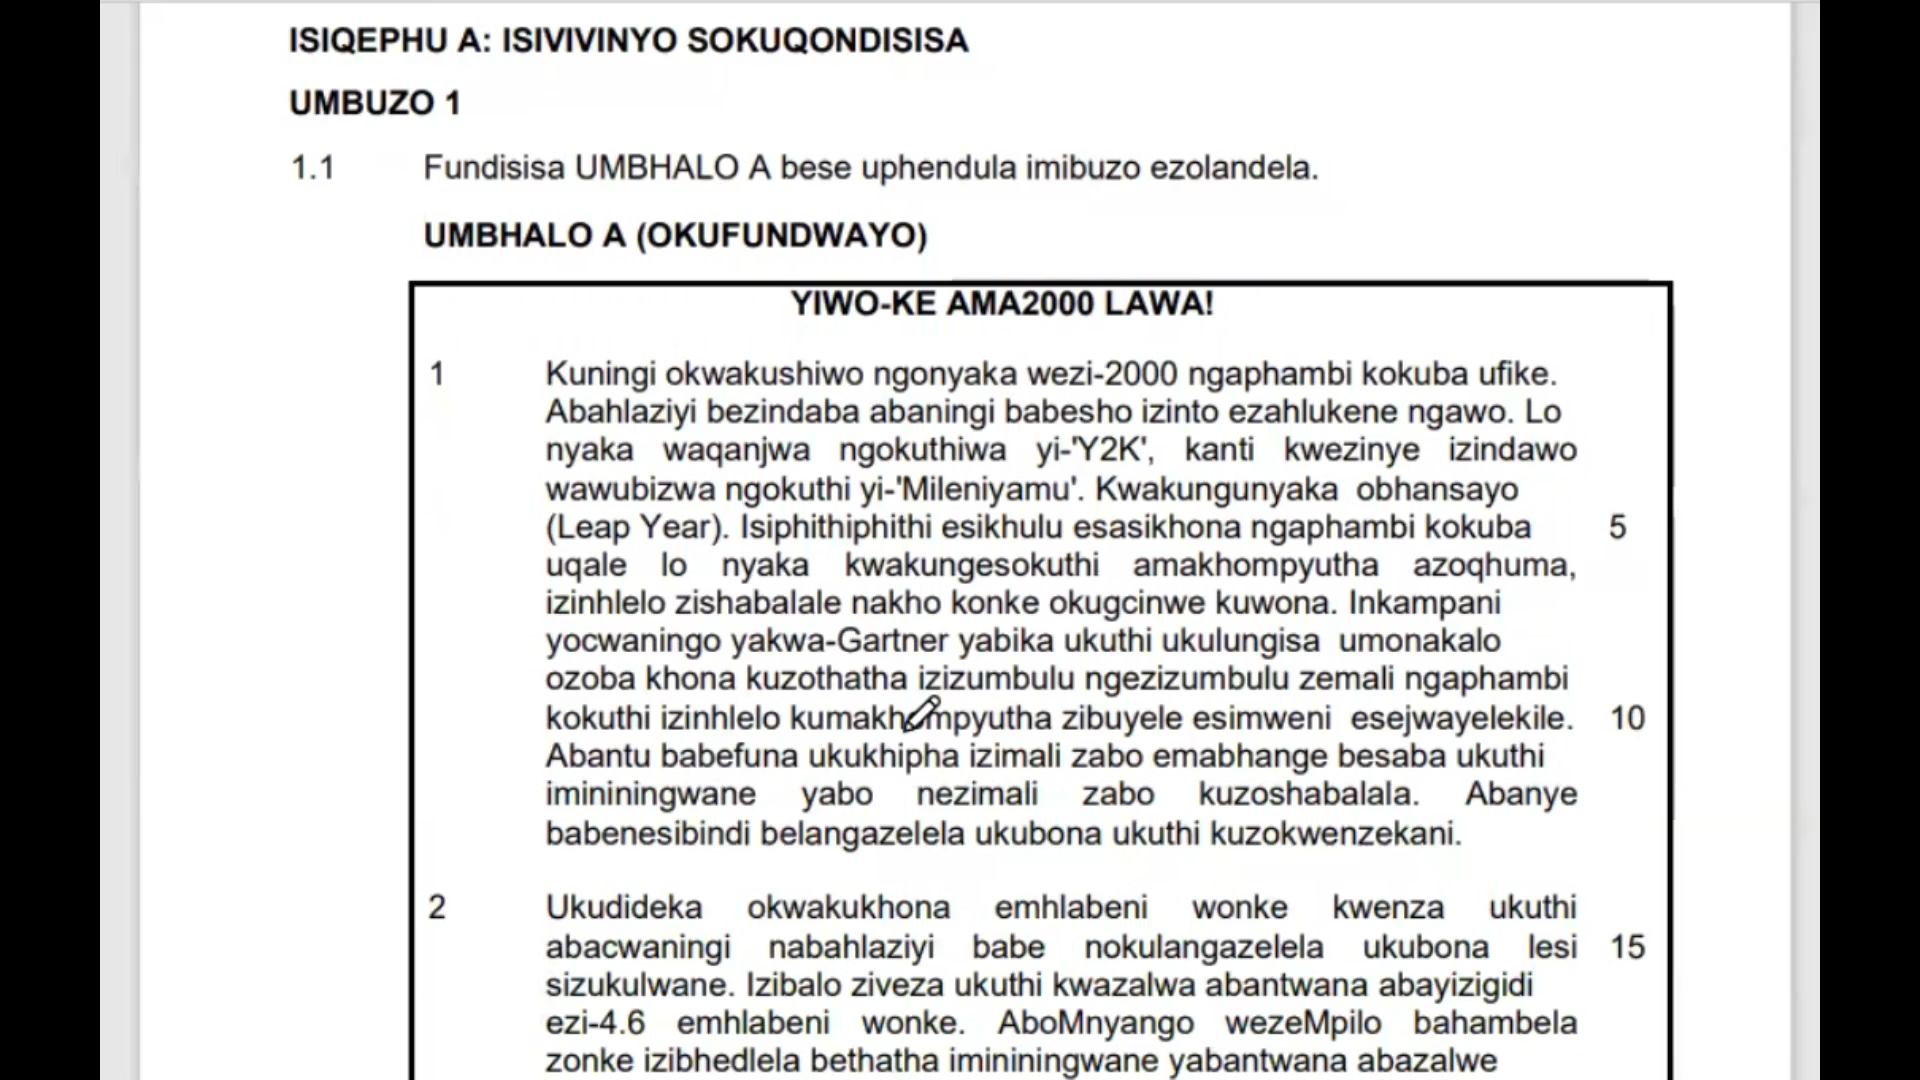 ISIQEPHU A: ISIVIVINYO SOKUQONDISISA
UMBUZO 1
1.1 Fundisisa UMBHALO A bese uphendula imibuzo ezolandela.
UMBHALO A (OKUFUNDWAYO)
YIWO-KE AMA2000 LAWA!
1 Kuningi okwakushiwo ngonyaka wezi-2000 ngaphambi kokuba ufike.
Abahlaziyi bezindaba abaningi babesho izinto ezahlukene ngawo. Lo
nyaka waqanjwa ngokuthiwa yi-'Y2K', kanti kwezinye izindawo
wawubizwa ngokuthi yi-'Mileniyamu'. Kwakungunyaka obhansayo
(Leap Year). Isiphithiphithi esikhulu esasikhona ngaphambi kokuba 5
uqale lo nyaka kwakungesokuthi amakhompyutha azoqhuma,
izinhlelo zishabalale nakho konke okugcinwe kuwona. Inkampani
yocwaningo yakwa-Gartner yabika ukuthi ukulungisa umonakalo
ozoba khona kuzothatha izizumbulu ngezizumbulu zemali ngaphambi
kokuthi izinhlelo kumakhompyutha zibuyele esimweni esejwayelekile. 10
Abantu babefuna ukukhipha izimali zabo emabhange besaba ukuthi
imininingwane yabo nezimali zabo kuzoshabalala. Abanye
babenesibindi belangazelela ukubona ukuthi kuzokwenzekani.
2 Ukudideka okwakukhona emhlabeni wonke kwenza ukuthi
abacwaningi nabahlaziyi babe nokulangazelela ukubona lesi 15
sizukulwane. Izibalo ziveza ukuthi kwazalwa abantwana abayizigidi
ezi-4.6 emhlabeni wonke. AboMnyango wezeMpilo bahambela
zonke izibhedlela bethatha imininingwane yabantwana abazalwe